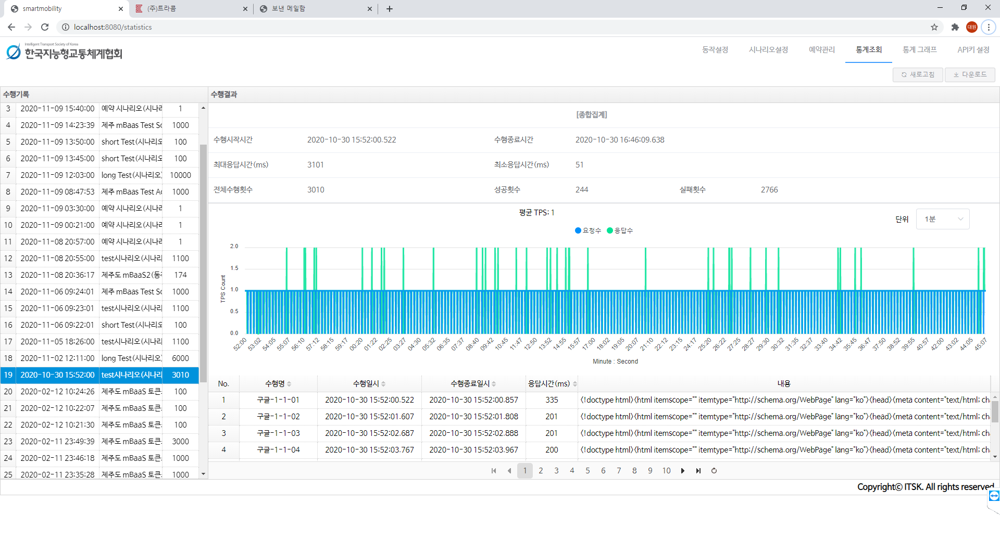 smartmobility
(주)트라콤
보낸 메일함
localhost:8080/statistics
대원
Intelligent Transport Society of Korea
한국지능형교통체계협회
동작설정 시나리오설정 예약관리 통계조회 통계 그래프 API키 설정
새로고침 다운로드
수행기록
3 2020-11-09 15:40:00 예약 시나리오(시나리 1
4 2020-11-09 14:23:39 제주 mBaas Test Sc 1000
5 2020-11-09 13:50:00 short Test(시나리오 100
6 2020-11-09 13:45:00 short Test(시나리오 100
7 2020-11-09 12:03:00 long Test(시나리오) 10000
8 2020-11-09 08:47:53 제주 mBaas Test Ac 1000
9 2020-11-09 03:30:00 예약 시나리오(시나리 1
10 2020-11-09 00:21:00 예약 시나리오(시나리 1
11 2020-11-08 20:57:00 예약 시나리오(시나리 1
12 2020-11-08 20:55:00 test시나리오(시나리 1100
13 2020-11-08 20:36:17 제주도 mBaaS2(동작 174
14 2020-11-06 09:24:01 제주 mBaas Test Sc 1000
15 2020-11-06 09:23:01 test시나리오(시나리 1100
16 2020-11-06 09:22:01 short Test(시나리오 100
17 2020-11-05 18:26:00 test시나리오(시나리 1100
18 2020-11-02 12:11:00 long Test(시나리오) 6000
19 2020-10-30 15:52:00 test시나리오(시나리 3010
20 2020-02-12 10:24:26 제주도 mBaaS 토큰 100
21 2020-02-12 10:22:07 제주도 mBaaS 토큰 100
22 2020-02-12 10:21:30 제주도 mBaaS 토큰 100
23 2020-02-11 23:49:39 제주도 mBaaS 토큰 3000
24 2020-02-11 23:46:18 제주도 mBaaS 토큰 1000
25 2020-02-11 23:35:28 제주도 mBaaS 토큰 1000
수행결과
[종합집계]
수행시작시간 2020-10-30 15:52:00.522 수행종료시간 2020-10-30 16:46:09.638
최대응답시간(ms) 3101 최소응답시간(ms) 51
전체수행횟수 3010 성공횟수 244 실패횟수 2766
평균 TPS: 1
단위 1분
요청수 응답수
TPS Count
2.0
1.5
1.0
0.5
0.0
52:00 53:02 54:05 55:07 56:10 57:12 58:15 59:17 00:20 01:22 02:25 03:27 04:30 05:32 06:35 07:37 08:40 09:42 10:45 11:47 12:50 13:52 14:55 15:57 17:00 18:02 19:05 20:07 21:10 22:12 23:15 24:17 25:20 26:22 27:25 28:27 29:30 30:32 31:35 32:37 33:40 34:42 35:45 36:47 37:50 38:52 39:55 40:57 42:00 43:02 44:05 45:07
Minute : Second
No. 수행명 수행일시 수행종료일시 응답시간(ms) 내용
1 구글-1-1-01 2020-10-30 15:52:00.522 2020-10-30 15:52:00.857 335 <!doctype html><html itemscope="" itemtype="http://schema.org/WebPage" lang="ko"><head><meta content="text/html; cha
2 구글-1-1-02 2020-10-30 15:52:01.607 2020-10-30 15:52:01.808 201 <!doctype html><html itemscope="" itemtype="http://schema.org/WebPage" lang="ko"><head><meta content="text/html; cha
3 구글-1-1-03 2020-10-30 15:52:02.687 2020-10-30 15:52:02.888 201 <!doctype html><html itemscope="" itemtype="http://schema.org/WebPage" lang="ko"><head><meta content="text/html; cha
4 구글-1-1-04 2020-10-30 15:52:03.767 2020-10-30 15:52:03.967 200 <!doctype html><html itemscope="" itemtype="http://schema.org/WebPage" lang="ko"><head><meta content="text/html; cha
1 2 3 4 5 6 7 8 9 10
Copyrightⓒ ITSK. All rights reserved